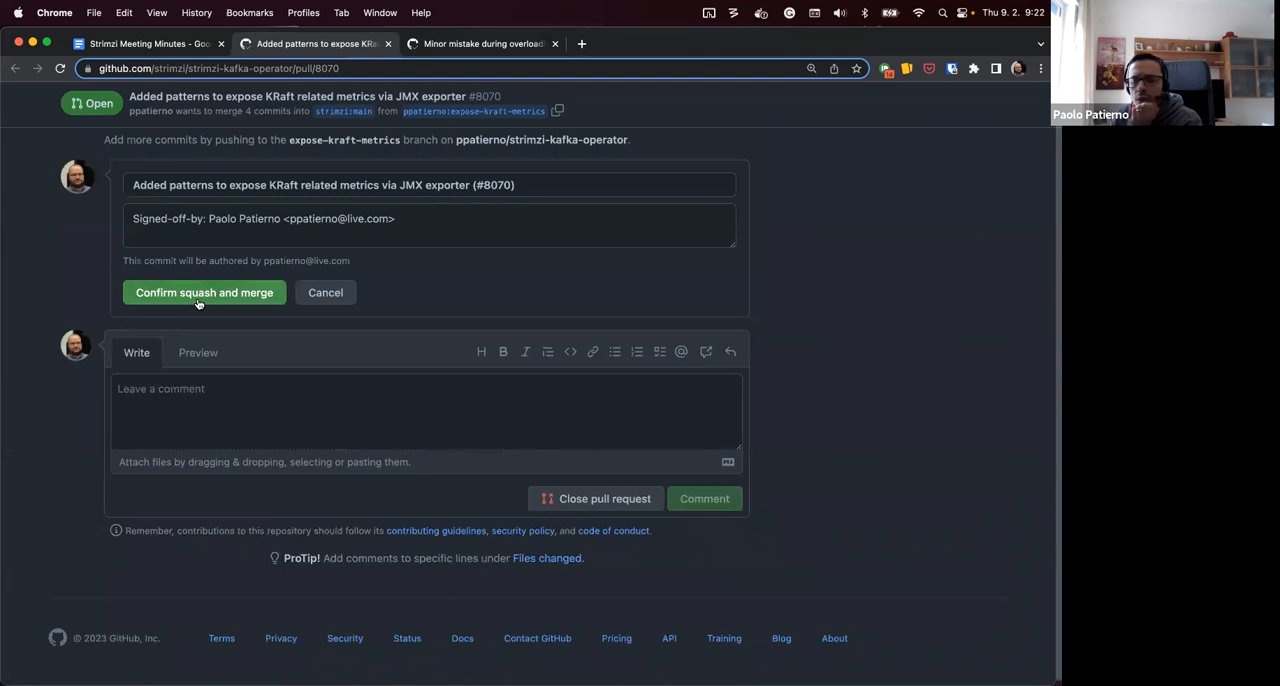 Chrome File Edit View History Bookmarks Profiles Tab Window Help Thu 9. 2. 9:22
Strimzi Meeting Minutes - Goo Added patterns to expose KRa Minor mistake during overload
github.com/strimzi/strimzi-kafka-operator/pull/8070 14
Open Added patterns to expose KRaft related metrics via JMX exporter #8070
ppatierno wants to merge 4 commits into strimzi:main from ppatierno:expose-kraft-metrics
Paolo Patierno
Add more commits by pushing to the expose-kraft-metrics branch on ppatierno/strimzi-kafka-operator.
Added patterns to expose KRaft related metrics via JMX exporter (#8070)
Signed-off-by: Paolo Patierno <ppatierno@live.com>
This commit will be authored by ppatierno@live.com
Confirm squash and merge Cancel
Write Preview
Leave a comment
Attach files by dragging & dropping, selecting or pasting them.
Close pull request Comment
Remember, contributions to this repository should follow its contributing guidelines, security policy, and code of conduct.
ProTip! Add comments to specific lines under Files changed.
© 2023 GitHub, Inc. Terms Privacy Security Status Docs Contact GitHub Pricing API Training Blog About